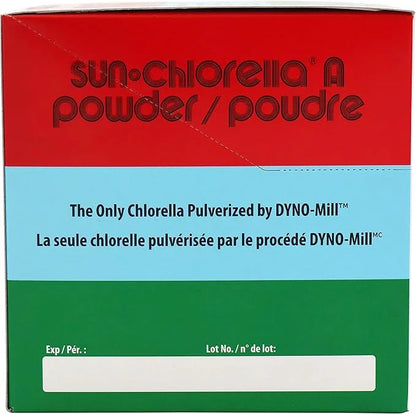 sun•chlorella® A
powder / poudre
The Only Chlorella Pulverized by DYNO-Mill™
La seule chlorelle pulvérisée par le procédé DYNO-Millᴹᶜ
Exp / Pér. :
Lot No. / n° de lot: